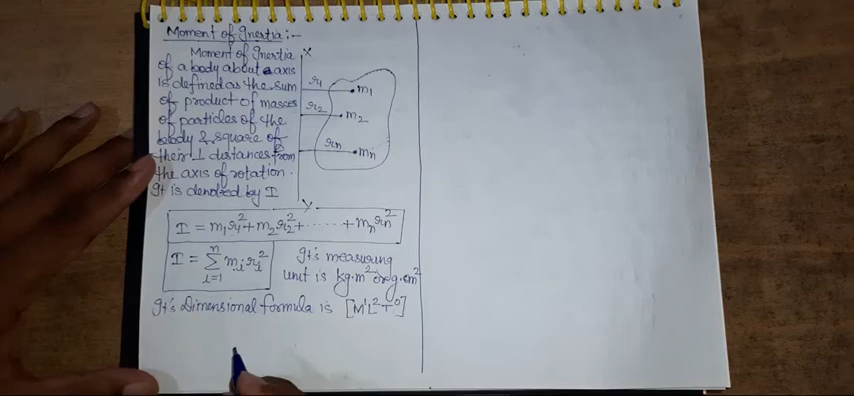 Moment of Inertia:-
Moment of Inertia
of a body about a axis
is defined as the sum
of product of masses
of particles of the
body & square of
their ⊥ distances from
the axis of rotation.
It is denoted by I
X
r₁ m₁
r₂ m₂
rn mn
Y
I = m₁r₁² + m₂r₂² + ...... + mnrn²
I = Σ mᵢrᵢ² n i=1
It's measuring
unit is kg·m² or g·cm²
It's Dimensional formula is [M¹L²T⁰]